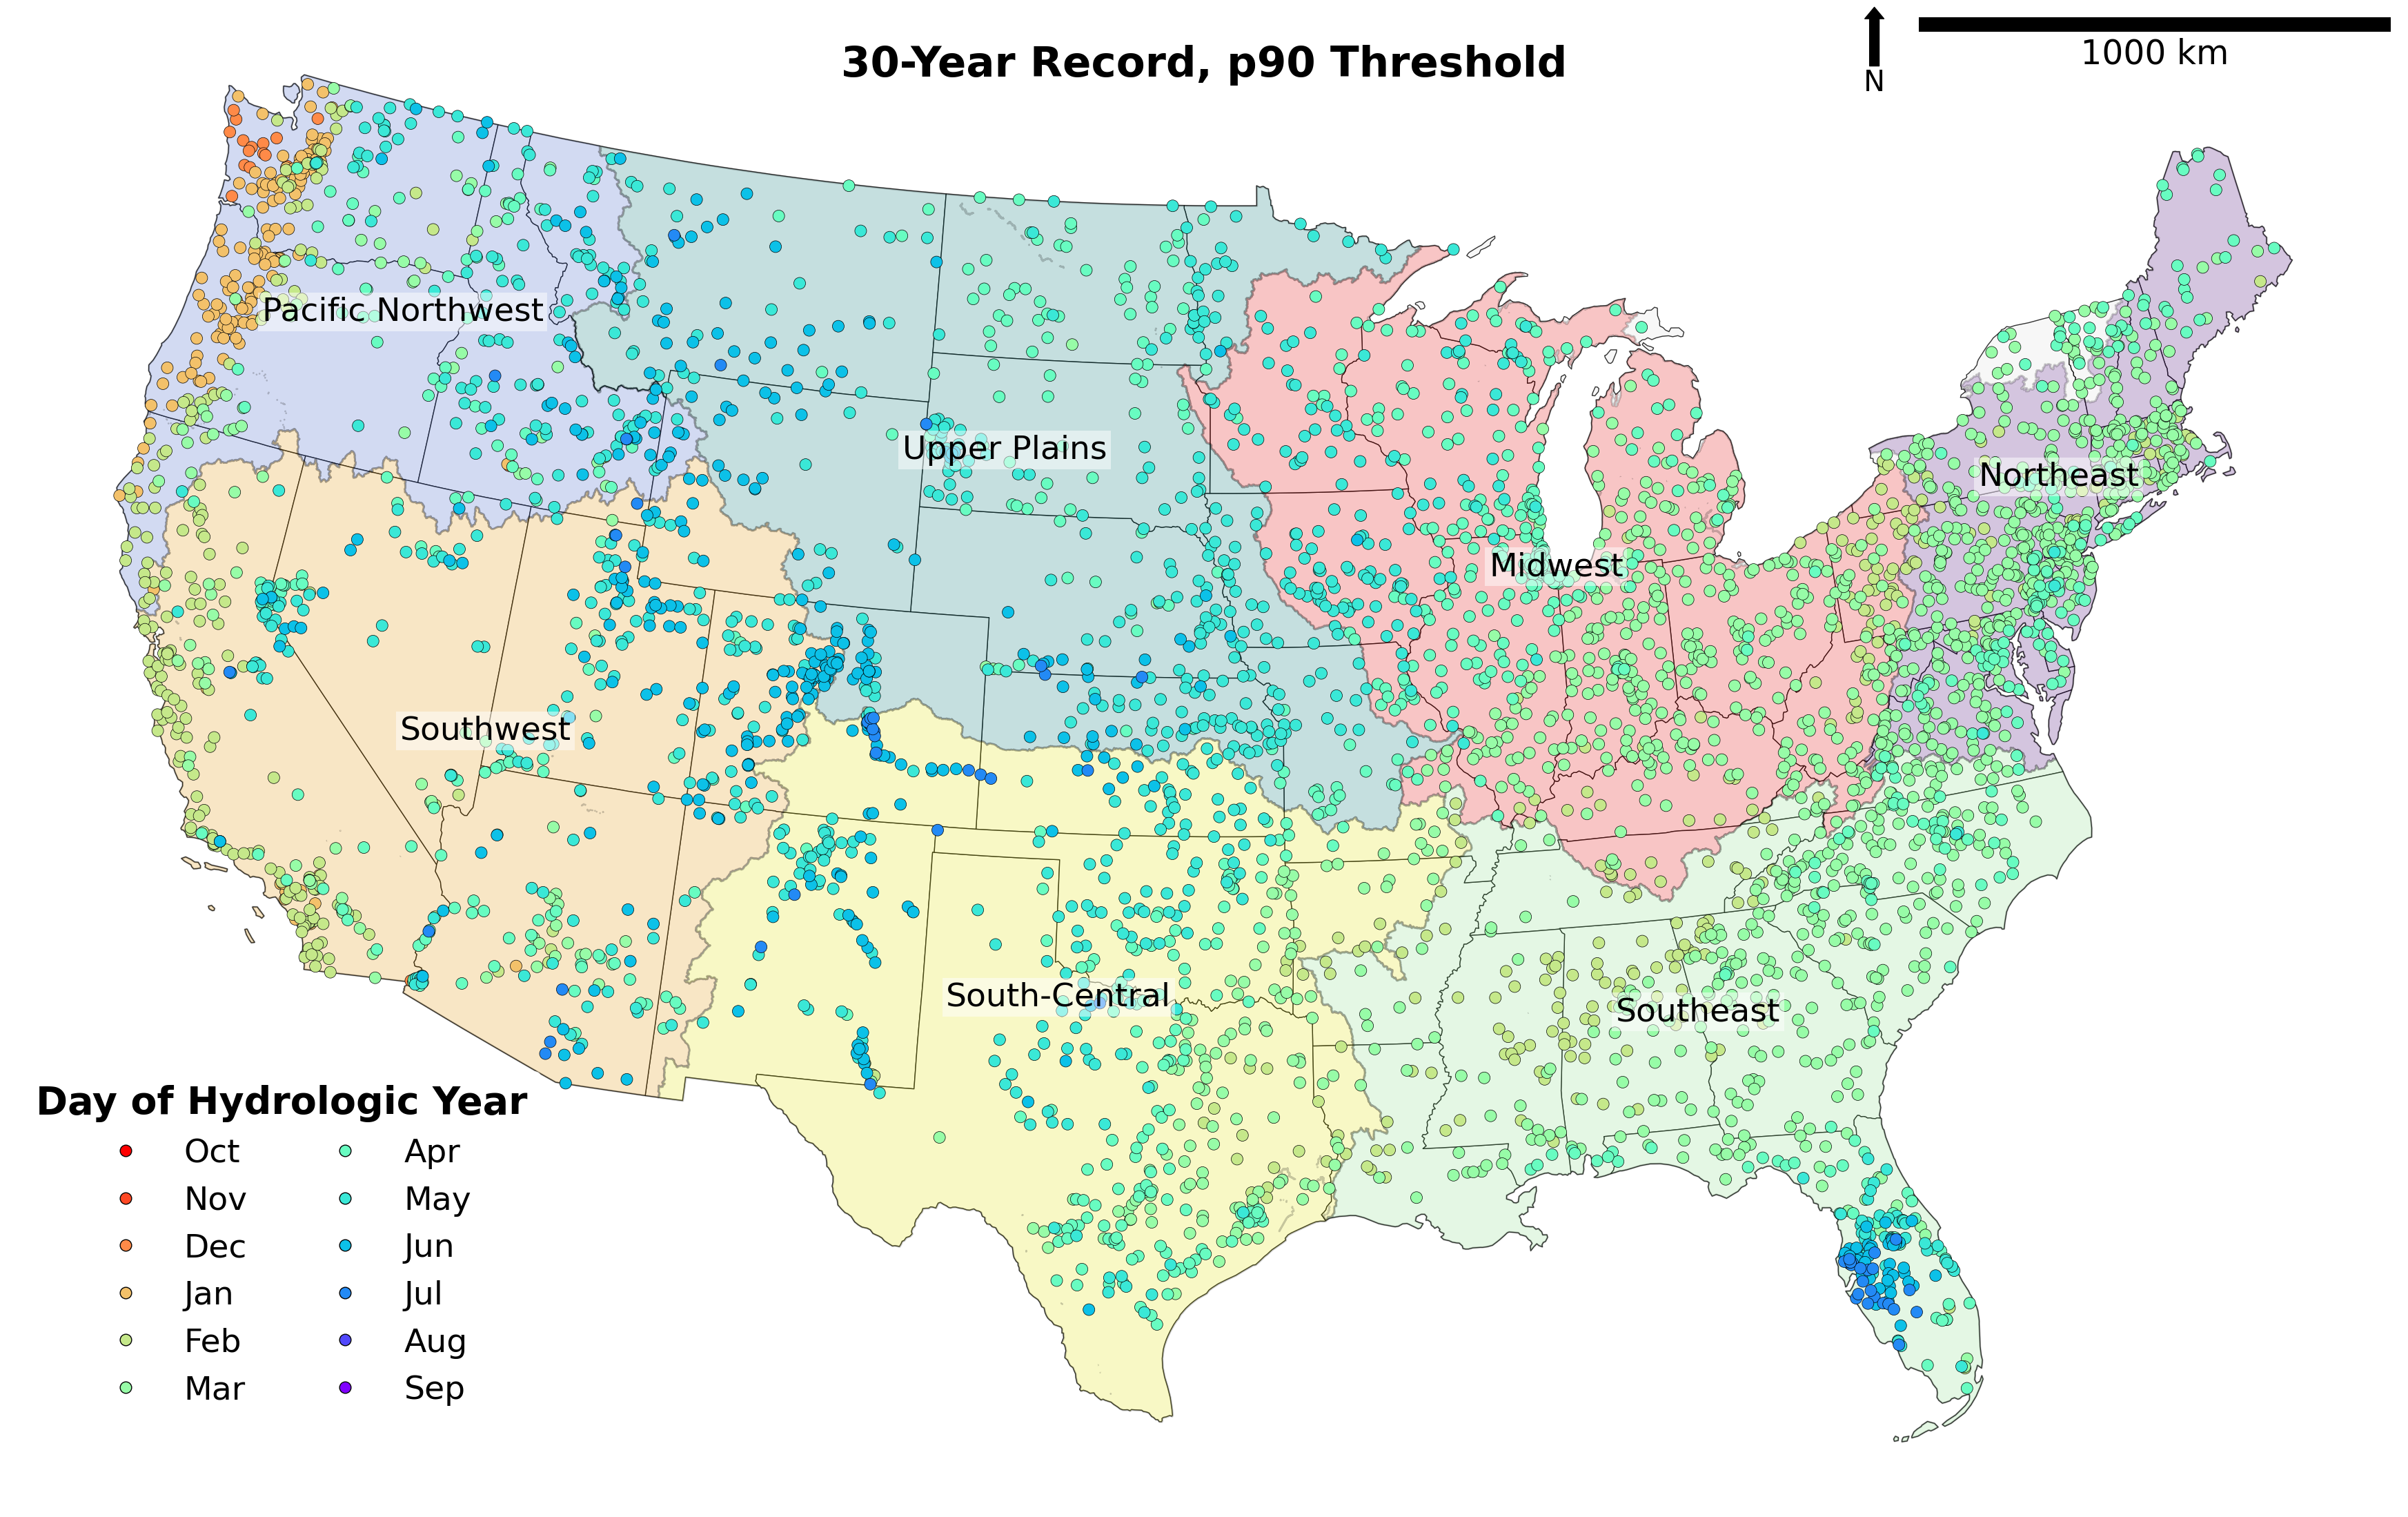 30-Year Record, p90 Threshold
1000 km
N
Pacific Northwest
Upper Plains
Northeast
Midwest
Southwest
South-Central
Southeast
Day of Hydrologic Year
Oct
Nov
Dec
Jan
Feb
Mar
Apr
May
Jun
Jul
Aug
Sep